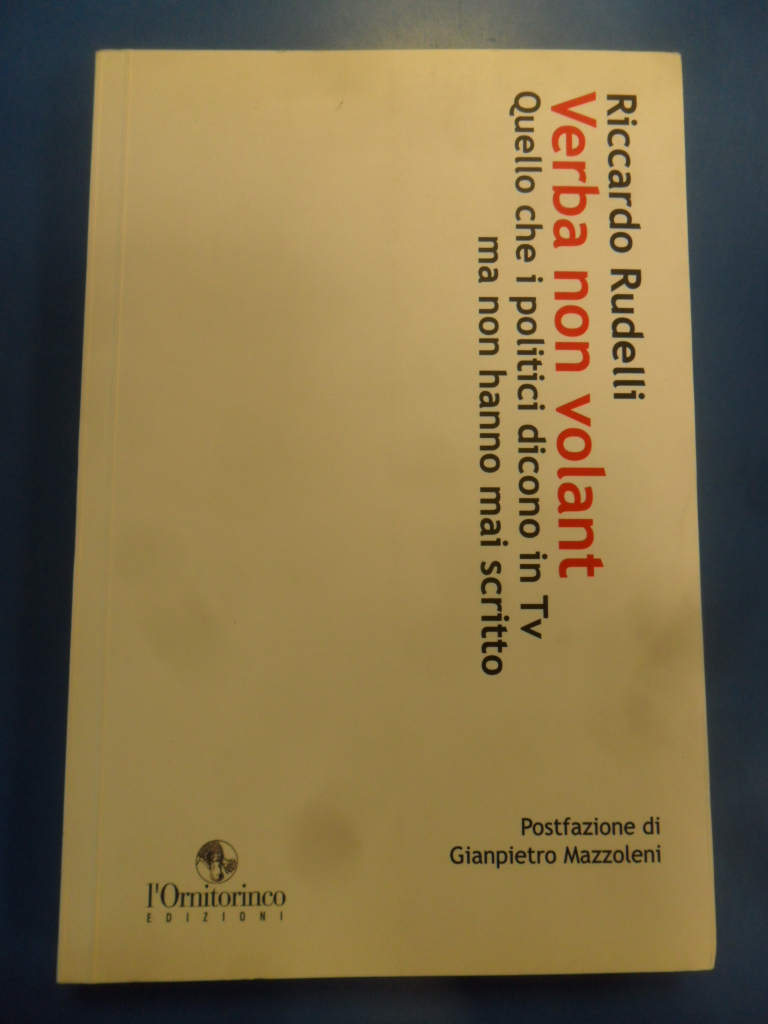 Riccardo Rudelli
Verba non volant
Quello che i politici dicono in Tv
ma non hanno mai scritto
Postfazione di
Gianpietro Mazzoleni
l'Ornitorinco
EDIZIONI